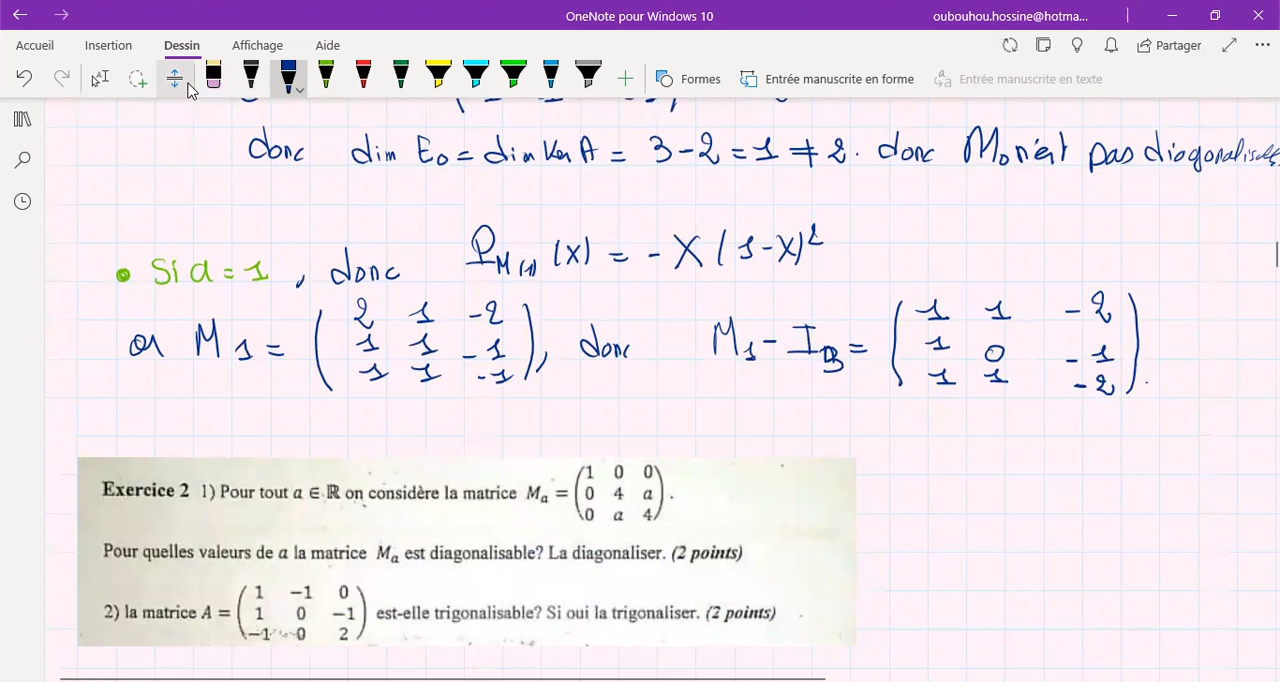 OneNote pour Windows 10
oubouhou.hossine@hotma...
Accueil Insertion Dessin Affichage Aide
Partager
Formes Entrée manuscrite en forme Entrée manuscrite en texte
donc dim E₀ = dim Ker A = 3 - 2 = 1 ≠ 2. donc M₀ n'est pas diagonalisable
• Si a = 1, donc P_M(1) (X) = - X (1-X)²
or M₁ = ( 2 1 -2
1 1 -1
1 1 -1 ), donc M₁ - I₃ = ( 1 1 -2
1 0 -1
1 1 -2 ).
Exercice 2 1) Pour tout a ∈ ℝ on considère la matrice Mₐ = ( 1 0 0
0 4 a
0 a 4 ) .
Pour quelles valeurs de a la matrice Mₐ est diagonalisable? La diagonaliser. (2 points)
2) la matrice A = ( 1 -1 0
1 0 -1
-1 0 2 ) est-elle trigonalisable? Si oui la trigonaliser. (2 points)